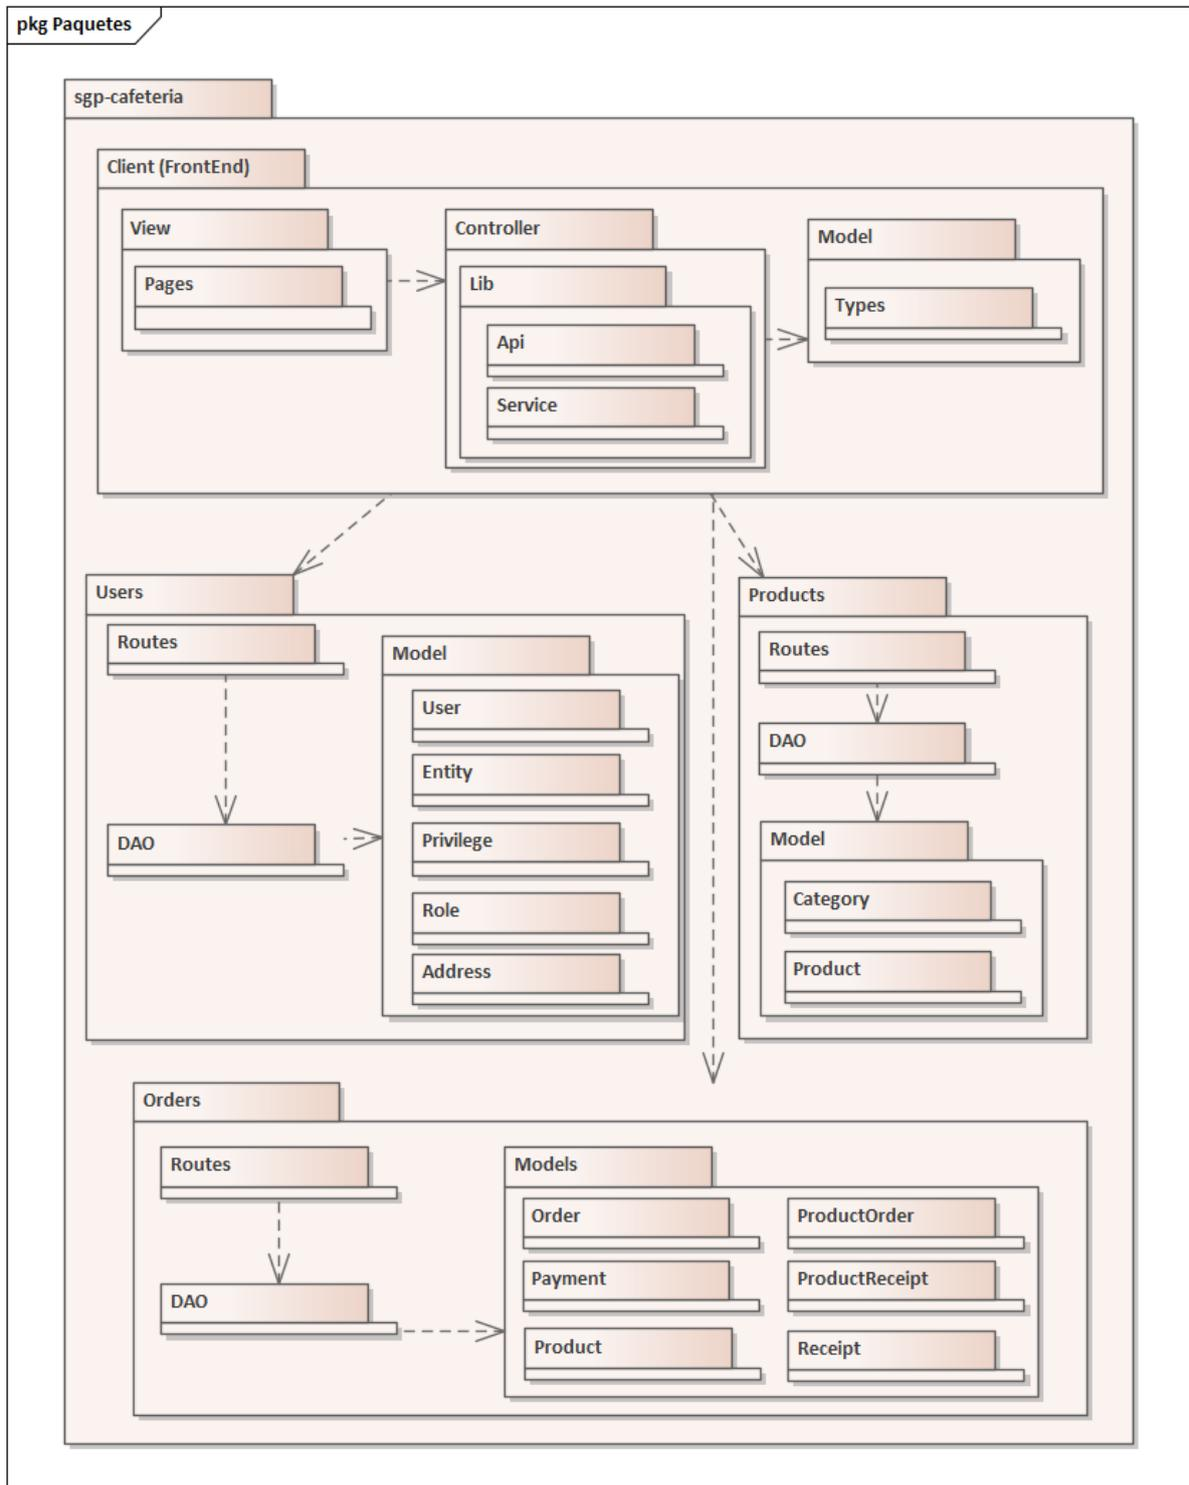 pkg Paquetes
sgp-cafeteria
Client (FrontEnd)
View
Pages
Controller
Lib
Api
Service
Model
Types
Users
Routes
DAO
Model
User
Entity
Privilege
Role
Address
Products
Routes
DAO
Model
Category
Product
Orders
Routes
DAO
Models
Order
Payment
Product
ProductOrder
ProductReceipt
Receipt